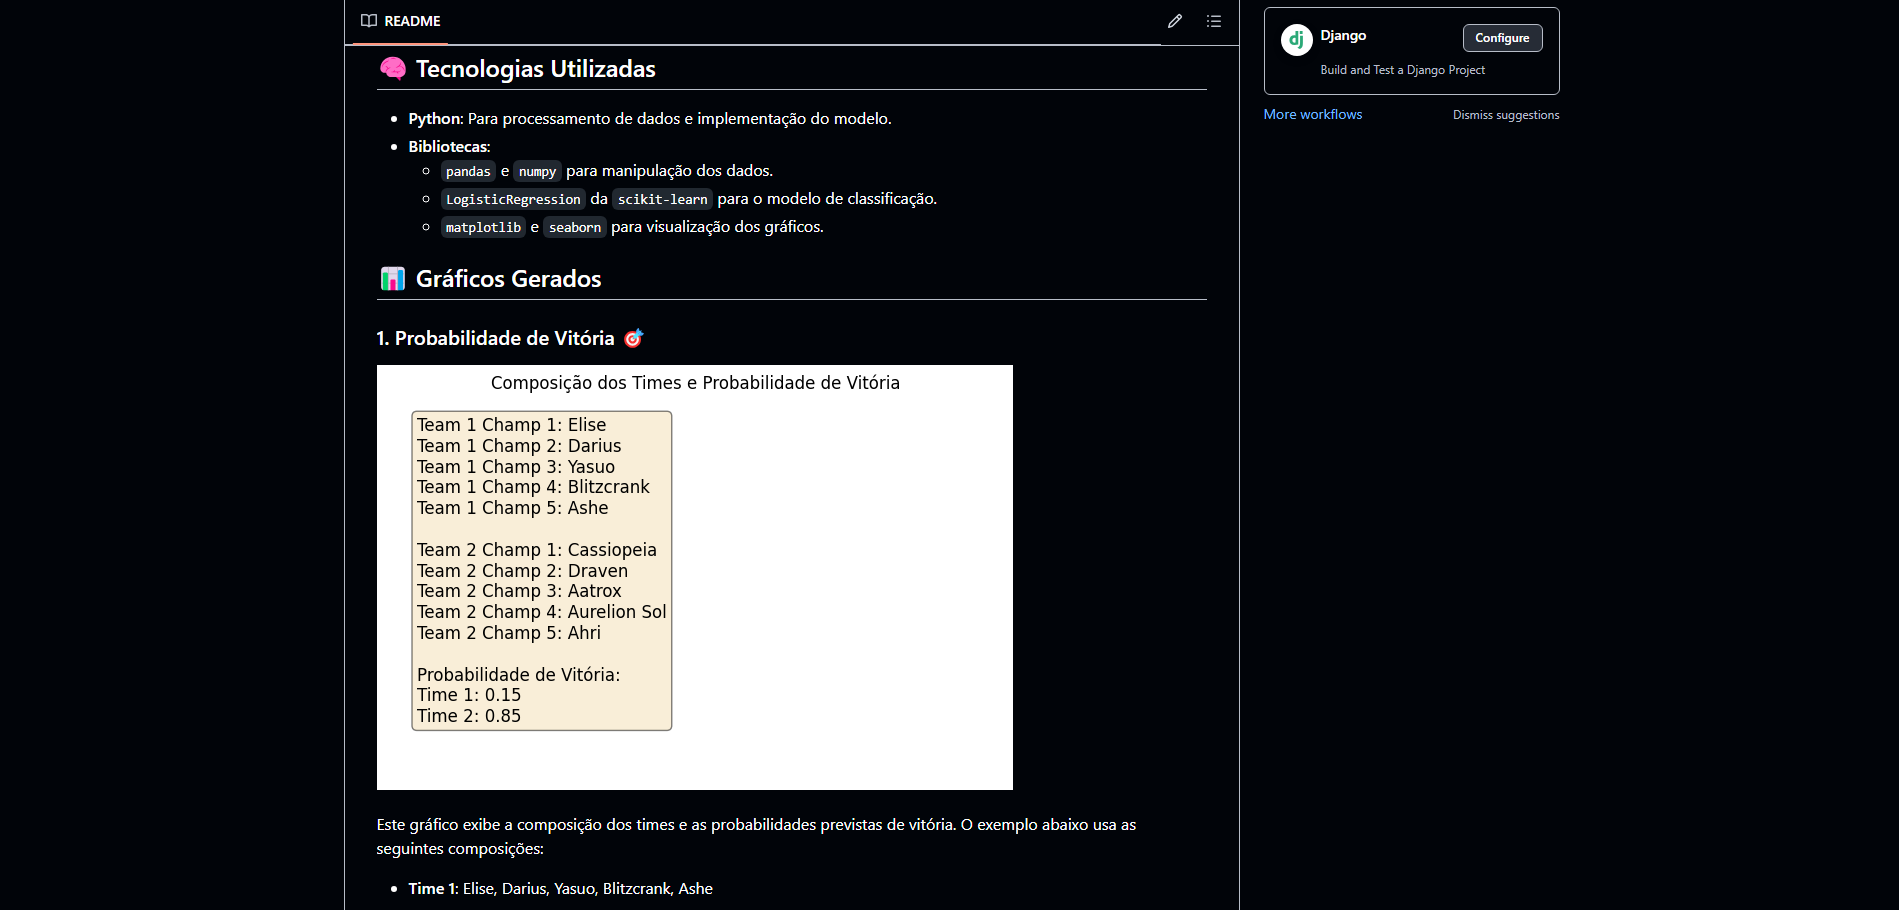 README
Tecnologias Utilizadas
Python: Para processamento de dados e implementação do modelo.
Bibliotecas:
pandas e numpy para manipulação dos dados.
LogisticRegression da scikit-learn para o modelo de classificação.
matplotlib e seaborn para visualização dos gráficos.
Gráficos Gerados
1. Probabilidade de Vitória
Composição dos Times e Probabilidade de Vitória
Team 1 Champ 1: Elise
Team 1 Champ 2: Darius
Team 1 Champ 3: Yasuo
Team 1 Champ 4: Blitzcrank
Team 1 Champ 5: Ashe
Team 2 Champ 1: Cassiopeia
Team 2 Champ 2: Draven
Team 2 Champ 3: Aatrox
Team 2 Champ 4: Aurelion Sol
Team 2 Champ 5: Ahri
Probabilidade de Vitória:
Time 1: 0.15
Time 2: 0.85
Este gráfico exibe a composição dos times e as probabilidades previstas de vitória. O exemplo abaixo usa as
seguintes composições:
Time 1: Elise, Darius, Yasuo, Blitzcrank, Ashe
dj
Django
Configure
Build and Test a Django Project
More workflows
Dismiss suggestions